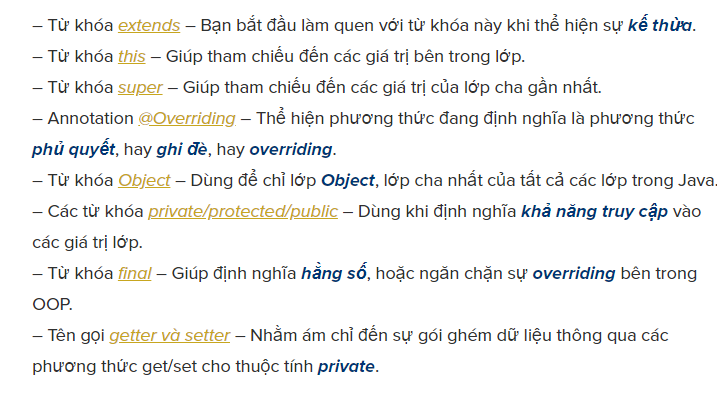 – Từ khóa extends – Bạn bắt đầu làm quen với từ khóa này khi thể hiện sự kế thừa.
– Từ khóa this – Giúp tham chiếu đến các giá trị bên trong lớp.
– Từ khóa super – Giúp tham chiếu đến các giá trị của lớp cha gần nhất.
– Annotation @Overriding – Thể hiện phương thức đang định nghĩa là phương thức
phủ quyết, hay ghi đè, hay overriding.
– Từ khóa Object – Dùng để chỉ lớp Object, lớp cha nhất của tất cả các lớp trong Java.
– Các từ khóa private/protected/public – Dùng khi định nghĩa khả năng truy cập vào
các giá trị lớp.
– Từ khóa final – Giúp định nghĩa hằng số, hoặc ngăn chặn sự overriding bên trong
OOP.
– Tên gọi getter và setter – Nhằm ám chỉ đến sự gói ghém dữ liệu thông qua các
phương thức get/set cho thuộc tính private.